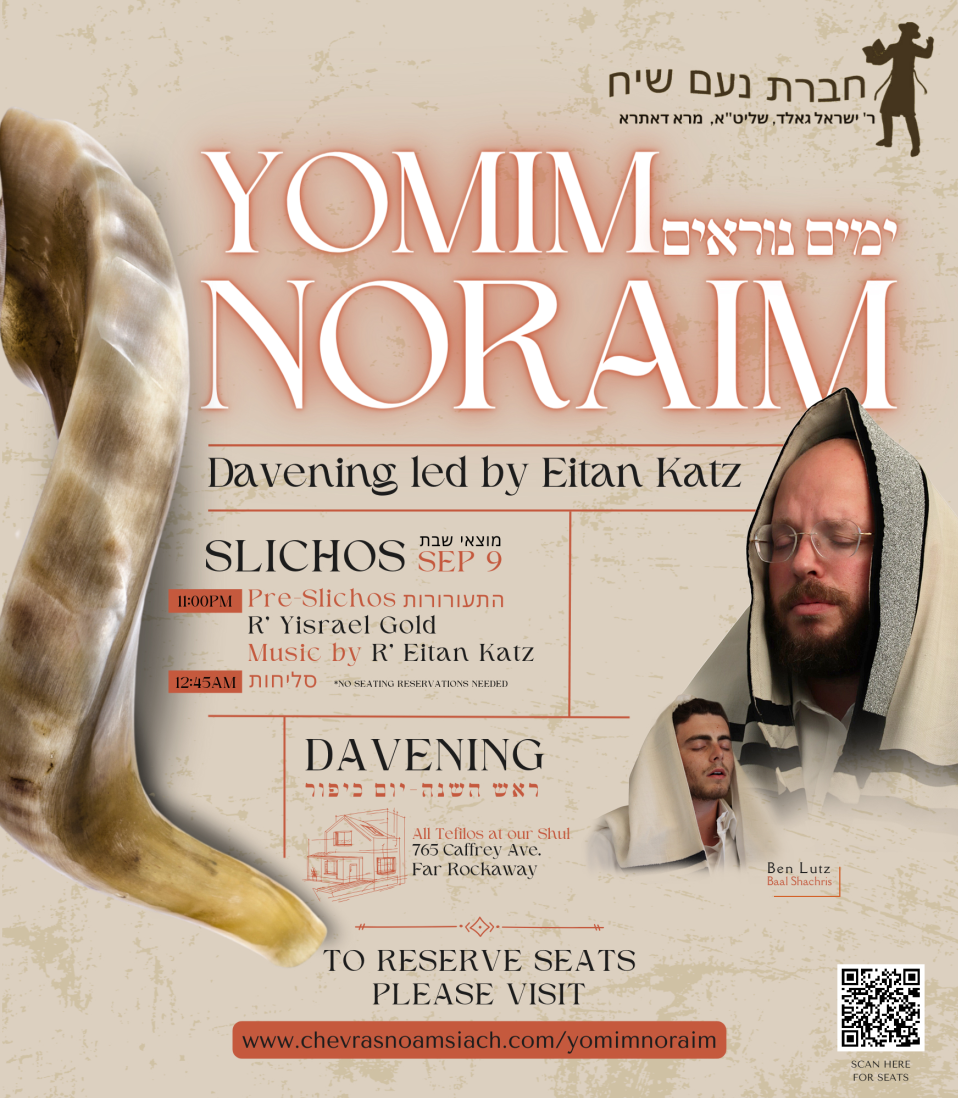 חברת נעם שיח
ר' ישראל גאלד, שליט"א, מרא דאתרא
YOMIM
ימים נוראים
NORAIM
Davening led by Eitan Katz
SLICHOS
מוצאי שבת
SEP 9
11:00PM Pre-Slichos התעורורות
R' Yisrael Gold
Music by R' Eitan Katz
12:45AM סליחות *NO SEATING RESERVATIONS NEEDED
DAVENING
ראש השנה-יום כיפור
All Tefilos at our Shul
765 Caffrey Ave.
Far Rockaway
Ben Lutz
Baal Shachris
TO RESERVE SEATS
PLEASE VISIT
www.chevrasnoamsiach.com/yomimnoraim
SCAN HERE
FOR SEATS